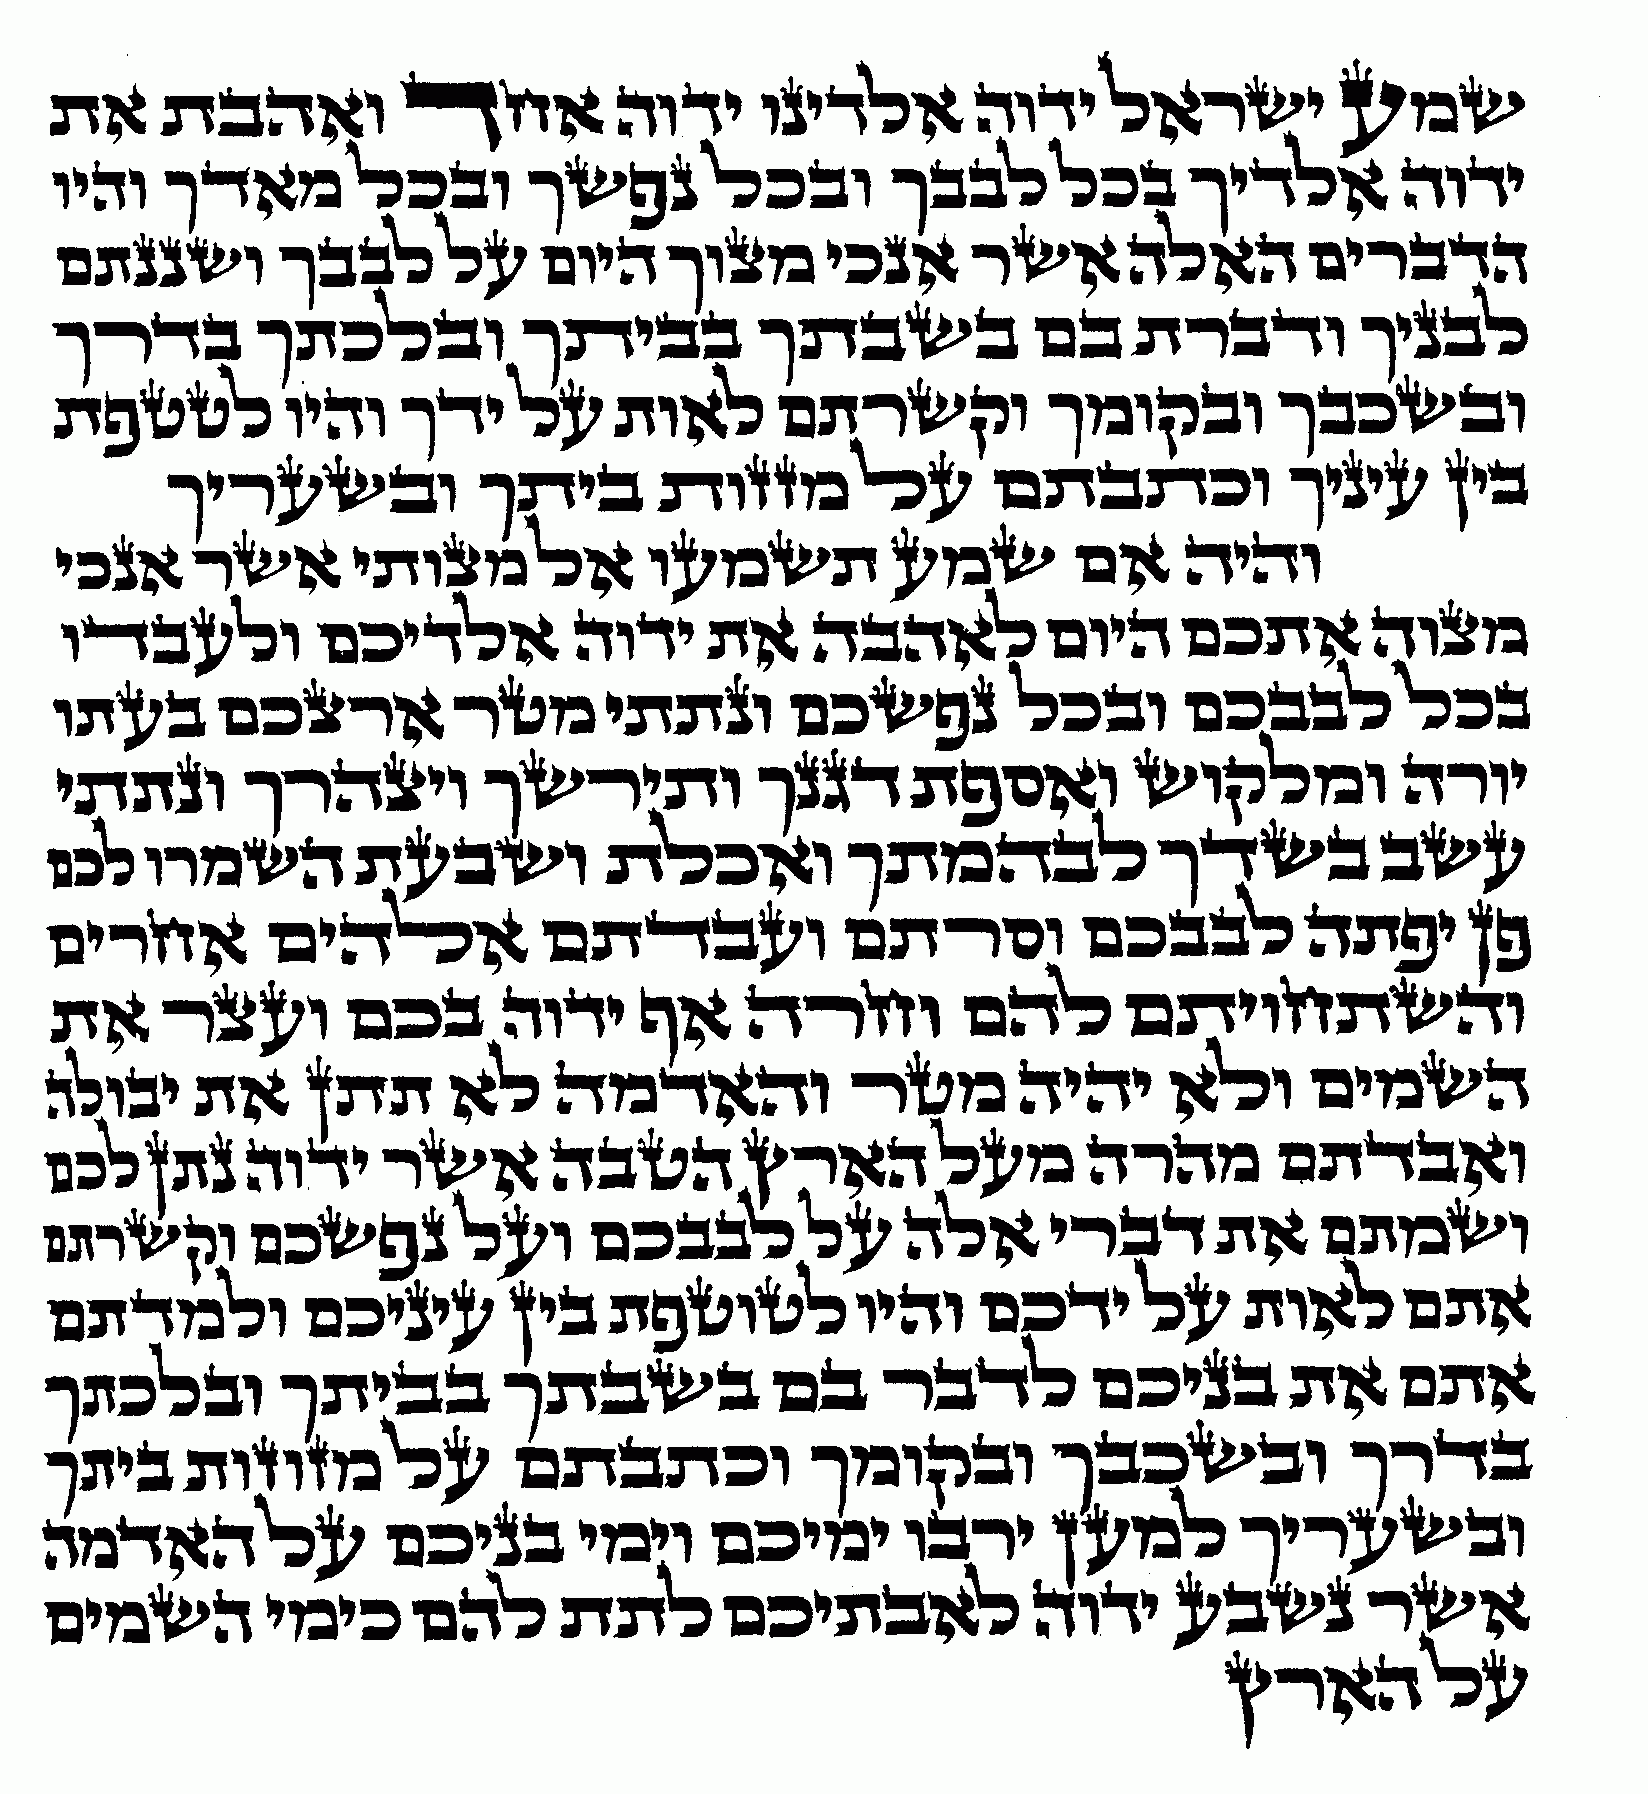 שמע ישראל ידוה אלדינו ידוה אחד ואהבת את
ידוה אלדיך בכל לבבך ובכל נפשך ובכל מאדך והיו
הדברים האלה אשר אנכי מצוך היום על לבבך ושננתם
לבניך ודברת בם בשבתך בביתך ובלכתך בדרך
ובשכבך ובקומך וקשרתם לאות על ידך והיו לטטפת
בין עיניך וכתבתם על מזזות ביתך ובשעריך
והיה אם שמע תשמעו אל מצותי אשר אנכי
מצוה אתכם היום לאהבה את ידוה אלדיכם ולעבדו
בכל לבבכם ובכל נפשכם ונתתי מטר ארצכם בעתו
יורה ומלקוש ואספת דגנך ותירשך ויצהרך ונתתי
עשב בשדך לבהמתך ואכלת ושבעת השמרו לכם
פן יפתה לבבכם וסרתם ועבדתם אלהים אחרים
והשתחויתם להם וחרה אף ידוה בכם ועצר את
השמים ולא יהיה מטר והאדמה לא תתן את יבולה
ואבדתם מהרה מעל הארץ הטבה אשר ידוה נתן לכם
ושמתם את דברי אלה על לבבכם ועל נפשכם וקשרתם
אתם לאות על ידכם והיו לטוטפת בין עיניכם ולמדתם
אתם את בניכם לדבר בם בשבתך בביתך ובלכתך
בדרך ובשכבך ובקומך וכתבתם על מזוזות ביתך
ובשעריך למען ירבו ימיכם וימי בניכם על האדמה
אשר נשבע ידוה לאבתיכם לתת להם כימי השמים
על הארץ